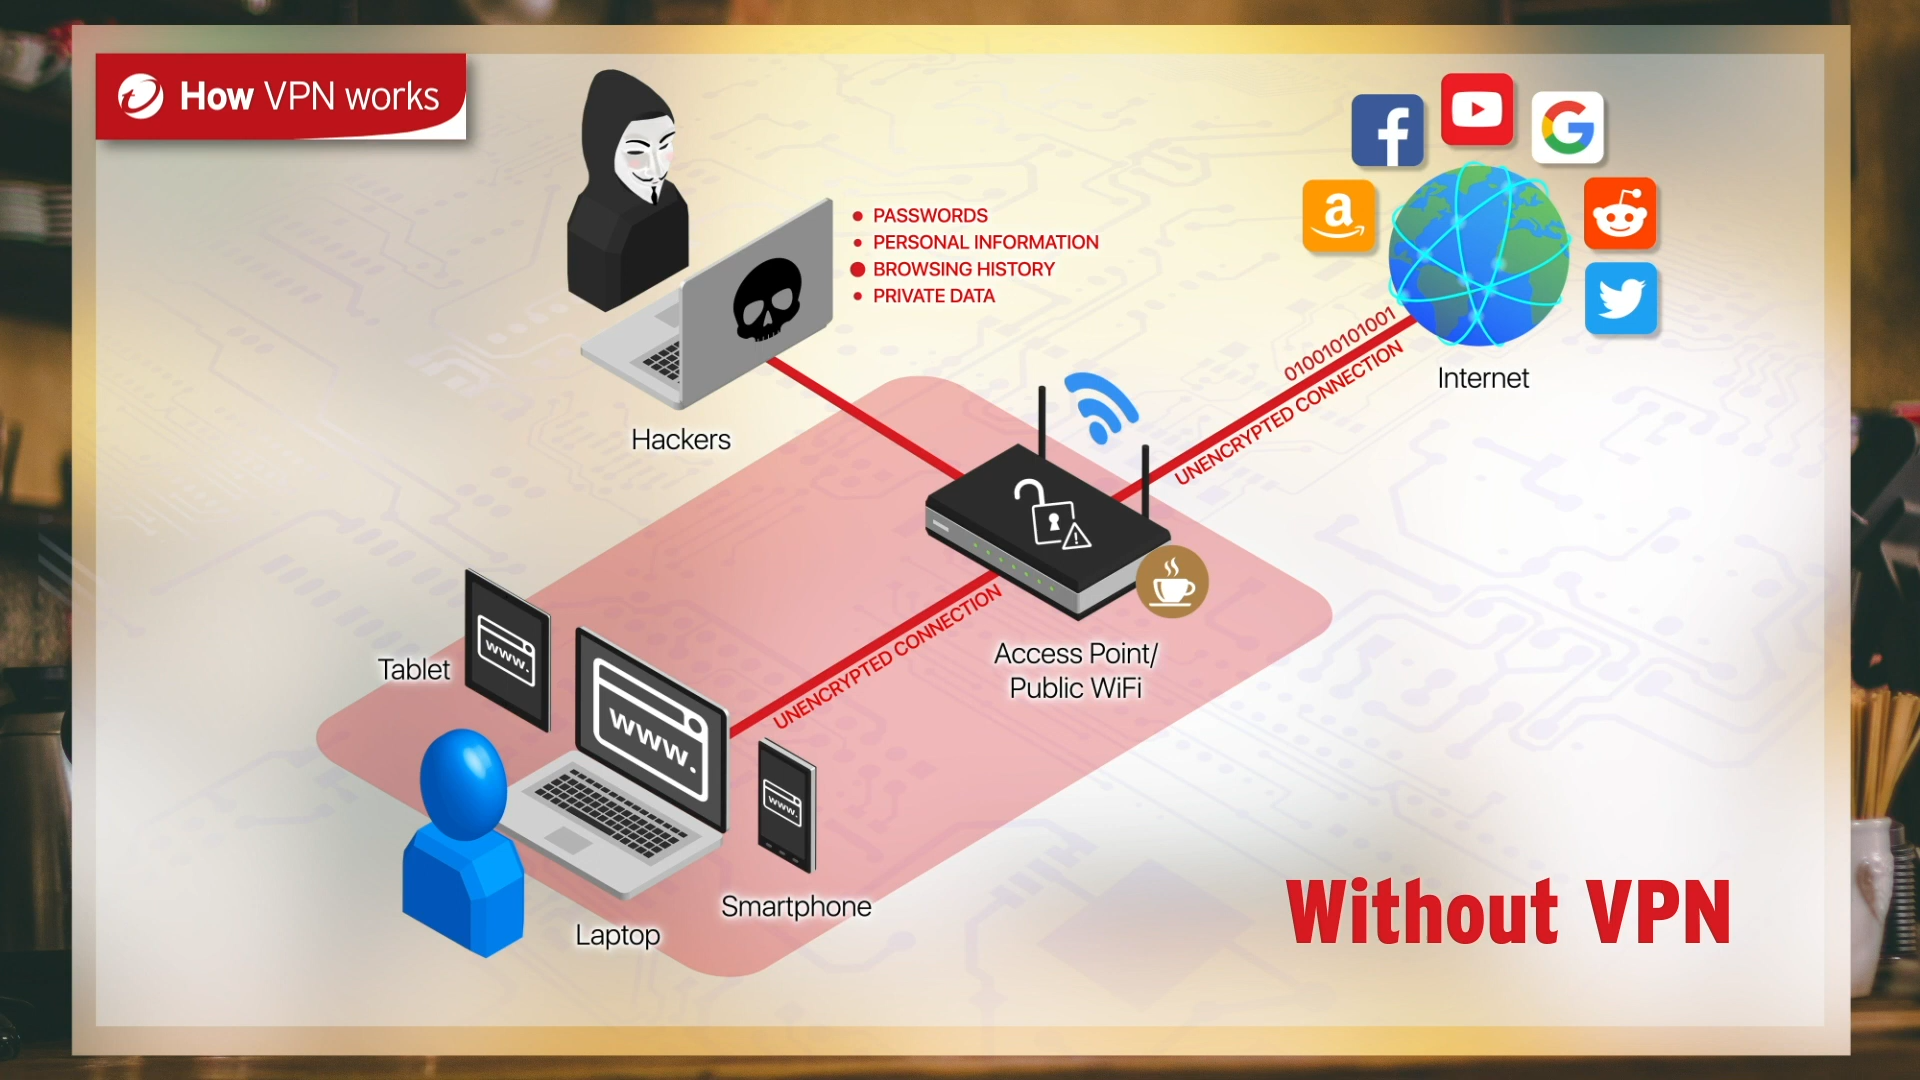 How VPN works
PASSWORDS
PERSONAL INFORMATION
BROWSING HISTORY
PRIVATE DATA
Hackers
010010101001
UNENCRYPTED CONNECTION
Internet
UNENCRYPTED CONNECTION
Access Point/
Public WiFi
Tablet
www.
www.
www.
Smartphone
Laptop
Without VPN